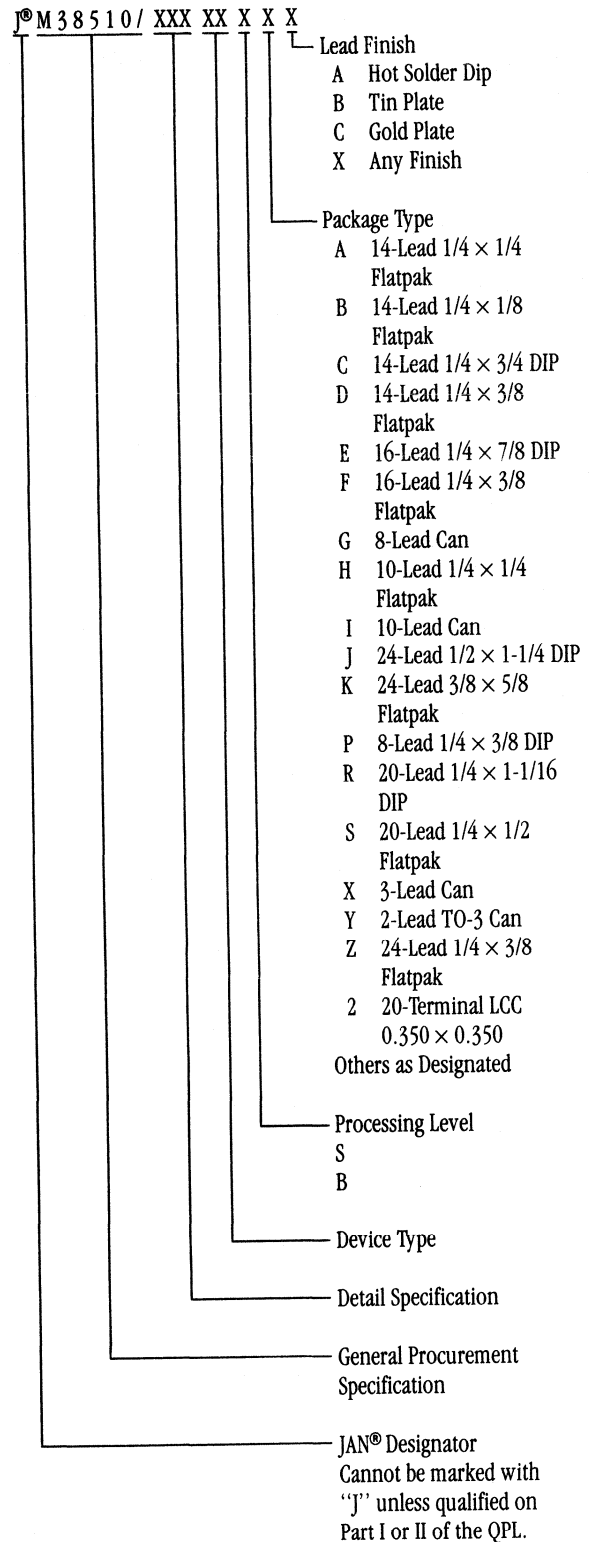 J® M 3 8 5 1 0 / XXX XX X X X
Lead Finish
A Hot Solder Dip
B Tin Plate
C Gold Plate
X Any Finish
Package Type
A 14-Lead 1/4 × 1/4
Flatpak
B 14-Lead 1/4 × 1/8
Flatpak
C 14-Lead 1/4 × 3/4 DIP
D 14-Lead 1/4 × 3/8
Flatpak
E 16-Lead 1/4 × 7/8 DIP
F 16-Lead 1/4 × 3/8
Flatpak
G 8-Lead Can
H 10-Lead 1/4 × 1/4
Flatpak
I 10-Lead Can
J 24-Lead 1/2 × 1-1/4 DIP
K 24-Lead 3/8 × 5/8
Flatpak
P 8-Lead 1/4 × 3/8 DIP
R 20-Lead 1/4 × 1-1/16
DIP
S 20-Lead 1/4 × 1/2
Flatpak
X 3-Lead Can
Y 2-Lead TO-3 Can
Z 24-Lead 1/4 × 3/8
Flatpak
2 20-Terminal LCC
0.350 × 0.350
Others as Designated
Processing Level
S
B
Device Type
Detail Specification
General Procurement
Specification
JAN® Designator
Cannot be marked with
‘‘J’’ unless qualified on
Part I or II of the QPL.